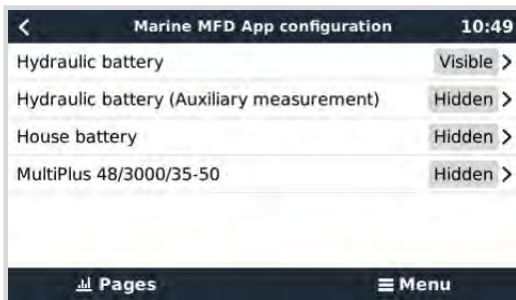 Marine MFD App configuration 10:49
Hydraulic battery Visible
Hydraulic battery (Auxiliary measurement) Hidden
House battery Hidden
MultiPlus 48/3000/35-50 Hidden
Pages Menu